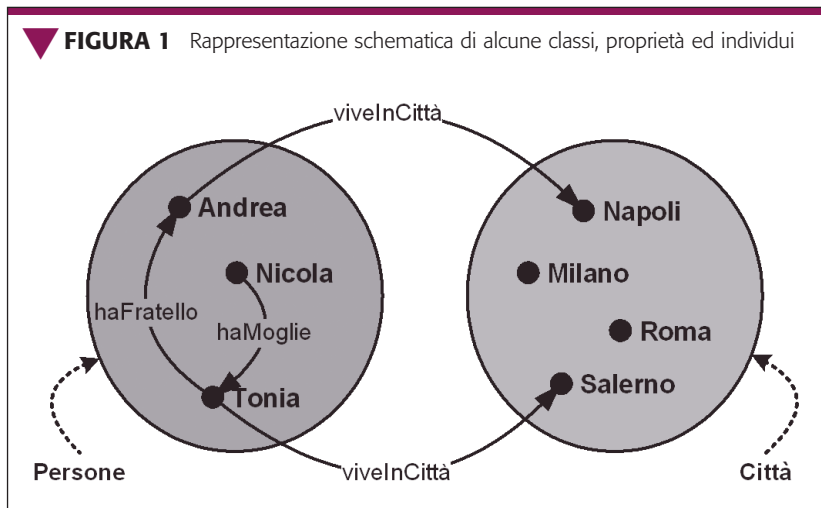 FIGURA 1 Rappresentazione schematica di alcune classi, proprietà ed individui
viveInCittà
Andrea
Napoli
Nicola
Milano
haFratello
haMoglie
Roma
Tonia
Salerno
Persone
viveInCittà
Città